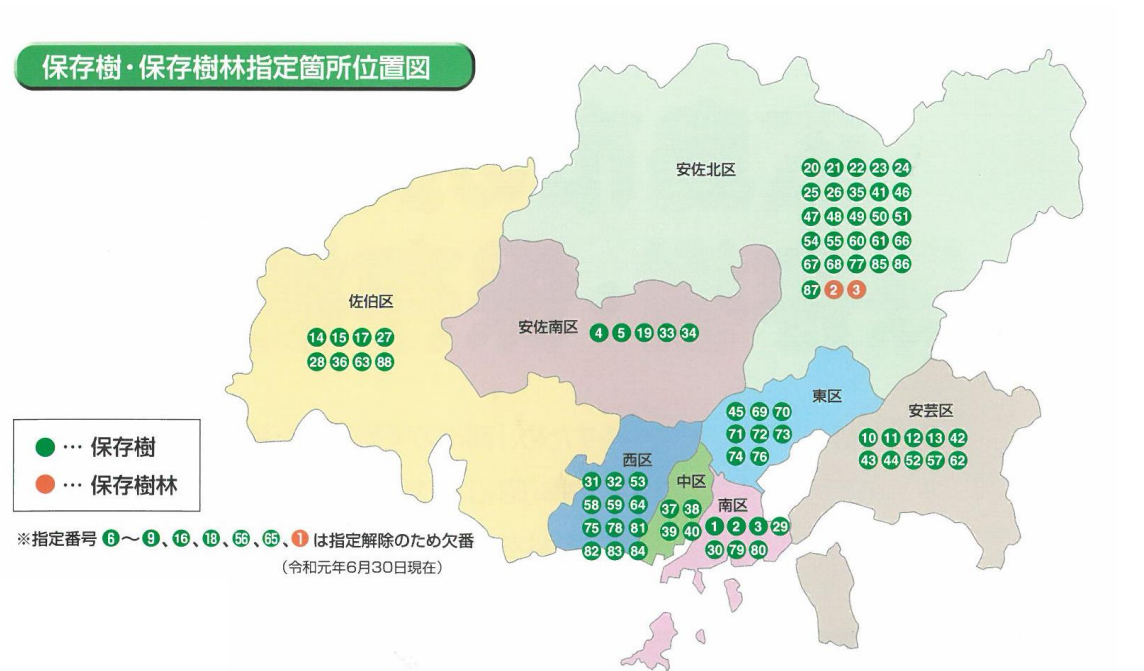 保存樹・保存樹林指定箇所位置図
安佐北区
20 21 22 23 24
25 26 35 41 46
47 48 49 50 51
54 55 60 61 66
67 68 77 85 86
87 2 3
佐伯区
14 15 17 27
28 36 63 88
安佐南区
4 5 19 33 34
東区
45 69 70
71 72 73
74 76
安芸区
10 11 12 13 42
43 44 52 57 62
西区
31 32 53
58 59 64
75 78 81
82 83 84
中区
37 38
39 40
南区
1 2 3 29
30 79 80
… 保存樹
… 保存樹林
※指定番号 6〜9、16、18、56、65、1 は指定解除のため欠番
(令和元年6月30日現在)